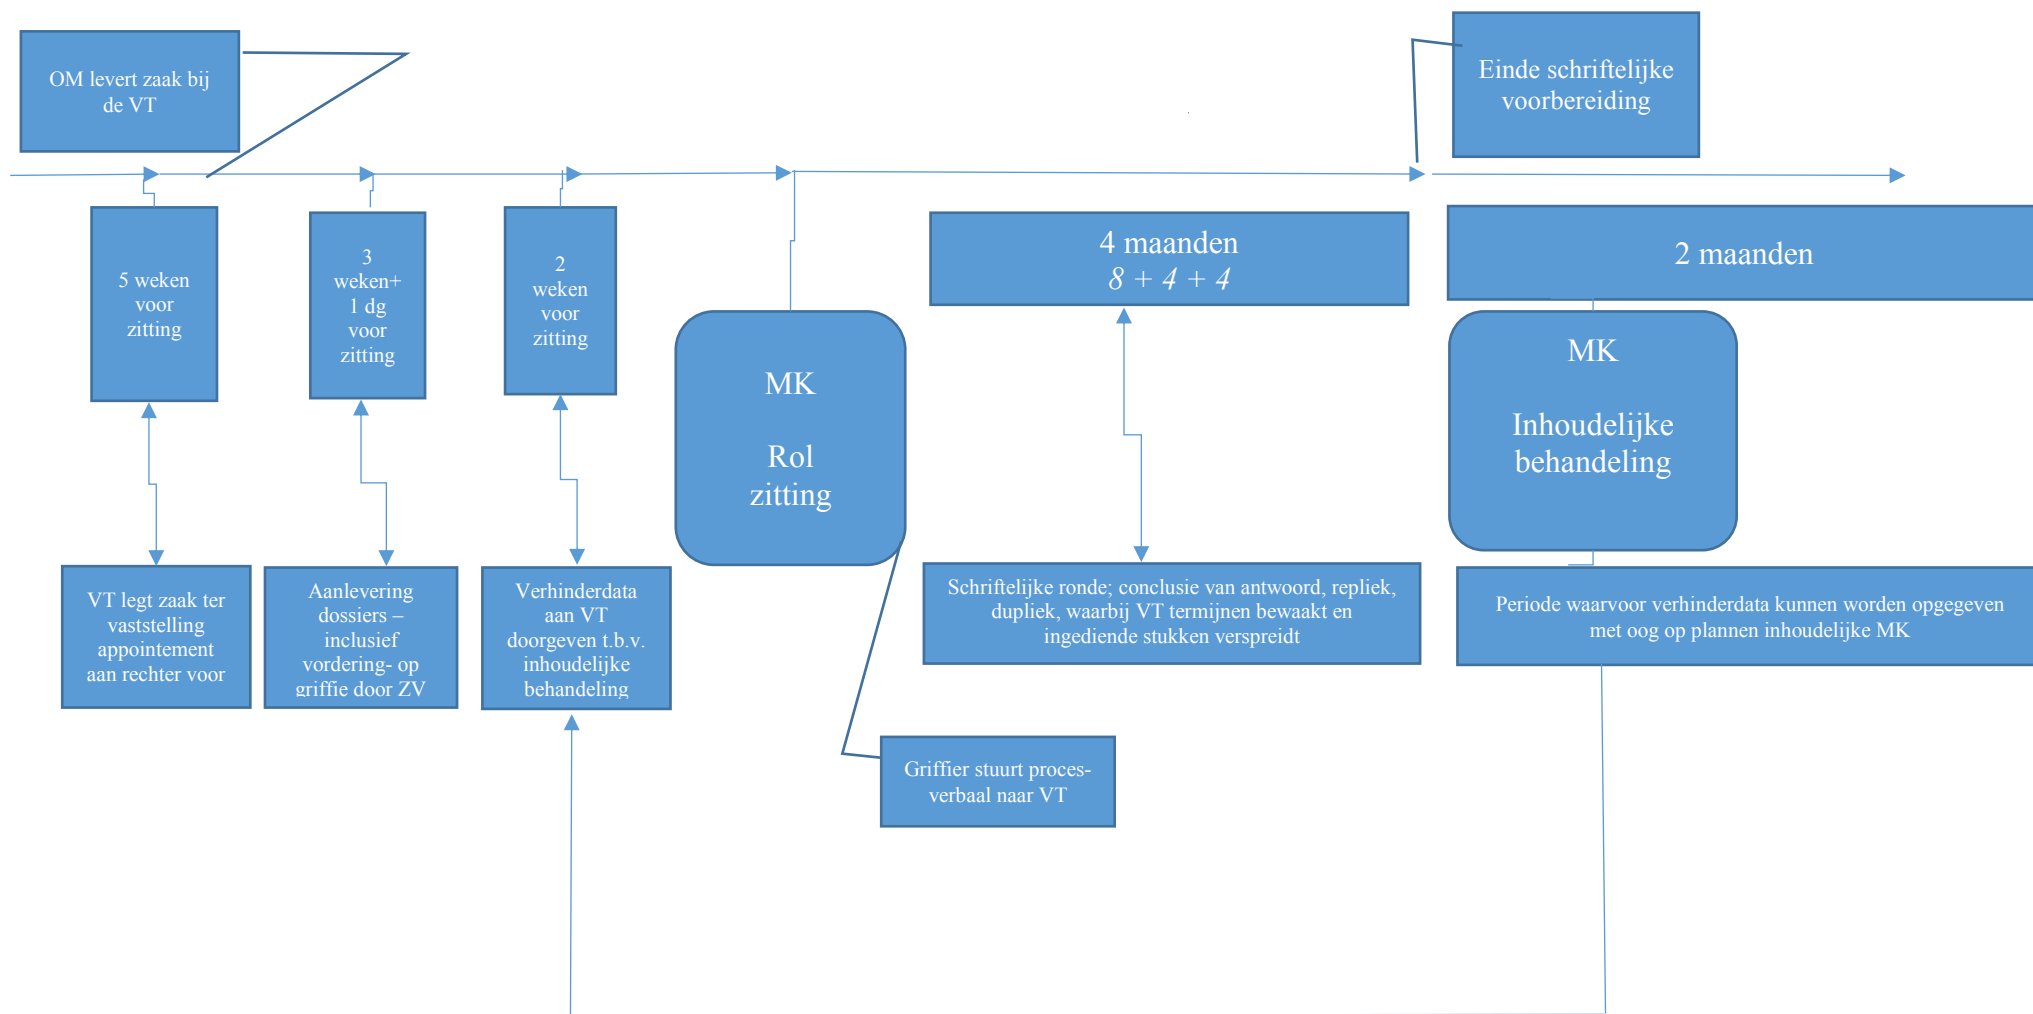 OM levert zaak bij
de VT
Einde schriftelijke
voorbereiding
5 weken
voor
zitting
3
weken+
1 dg
voor
zitting
2
weken
voor
zitting
4 maanden
8 + 4 + 4
2 maanden
MK
Rol
zitting
MK
Inhoudelijke
behandeling
VT legt zaak ter
vaststelling
appointement
aan rechter voor
Aanlevering
dossiers –
inclusief
vordering- op
griffie door ZV
Verhinderdata
aan VT
doorgeven t.b.v.
inhoudelijke
behandeling
Schriftelijke ronde; conclusie van antwoord, repliek,
dupliek, waarbij VT termijnen bewaakt en
ingediende stukken verspreidt
Periode waarvoor verhinderdata kunnen worden opgegeven
met oog op plannen inhoudelijke MK
Griffier stuurt proces-
verbaal naar VT